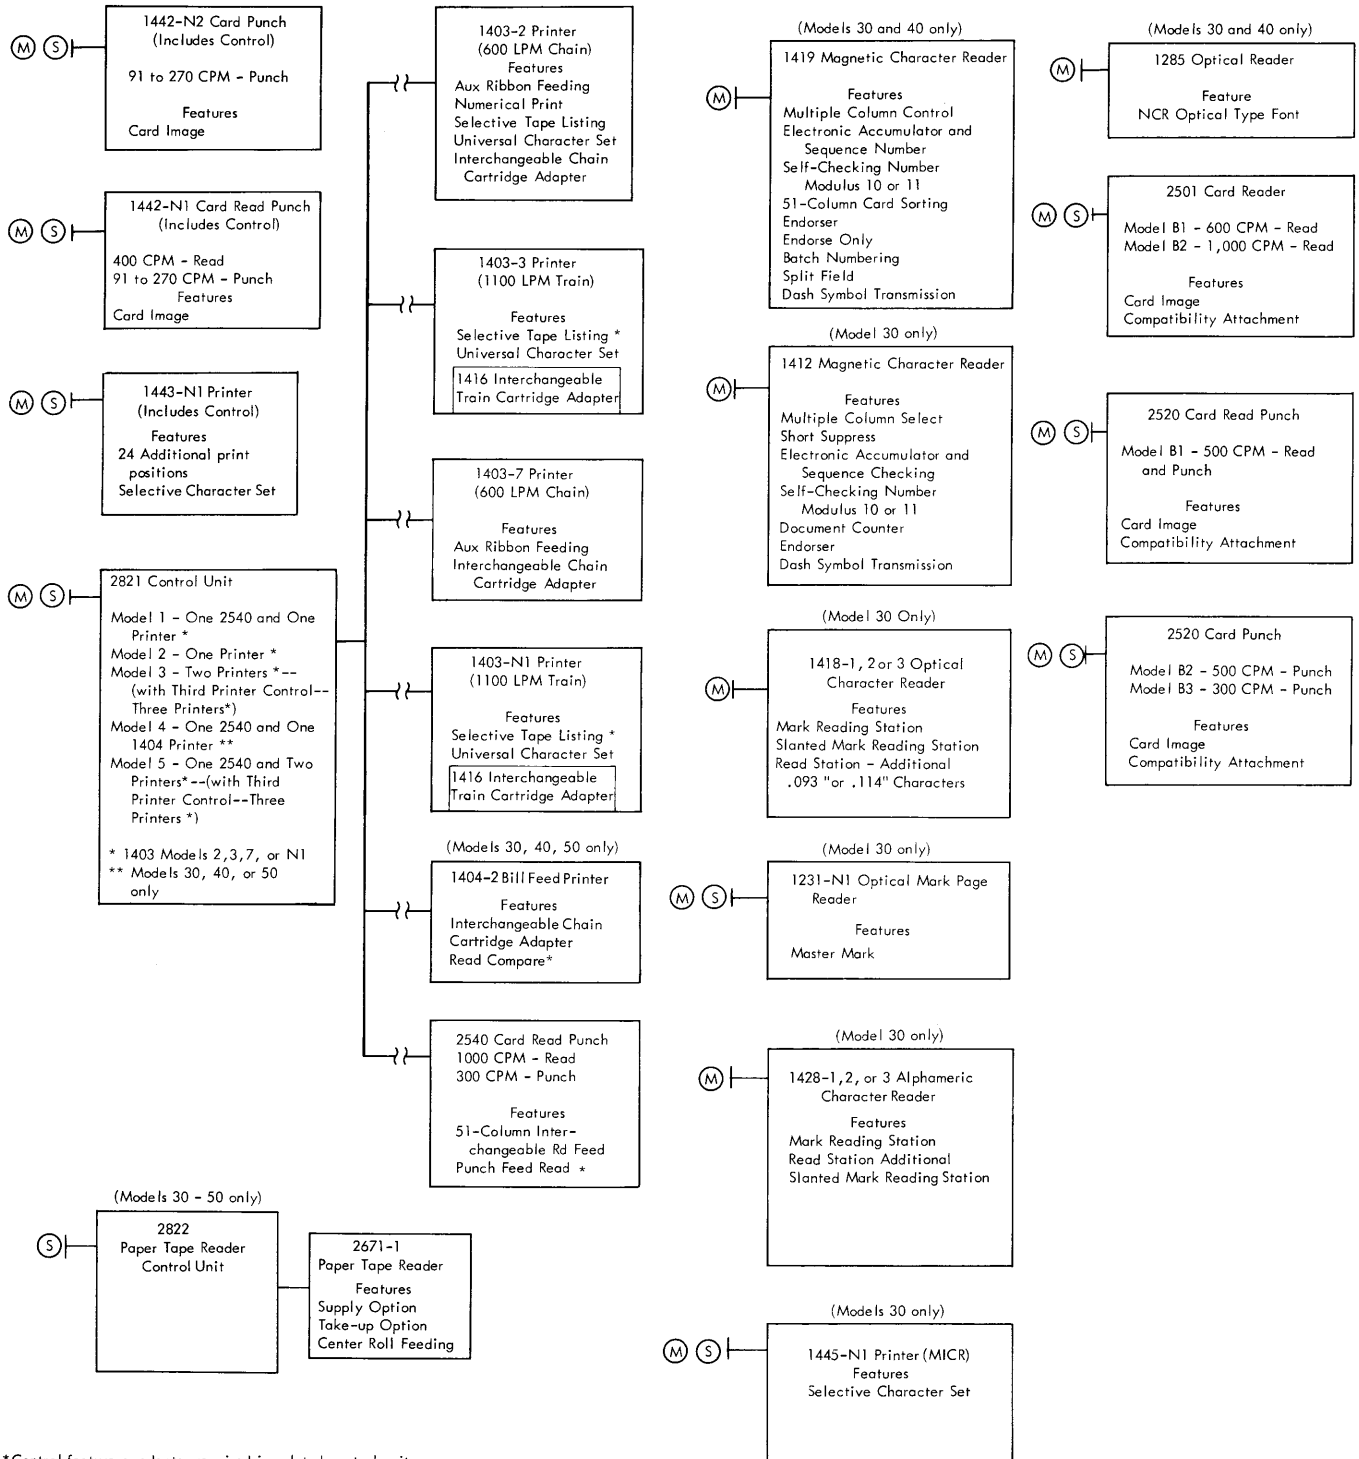 M S
1442-N2 Card Punch
(Includes Control)
91 to 270 CPM - Punch
Features
Card Image
M S
1442-N1 Card Read Punch
(Includes Control)
400 CPM - Read
91 to 270 CPM - Punch
Features
Card Image
M S
1443-N1 Printer
(Includes Control)
Features
24 Additional print
positions
Selective Character Set
M S
2821 Control Unit
Model 1 - One 2540 and One
Printer *
Model 2 - One Printer *
Model 3 - Two Printers *--
(with Third Printer Control--
Three Printers*)
Model 4 - One 2540 and One
1404 Printer **
Model 5 - One 2540 and Two
Printers*--(with Third
Printer Control--Three
Printers *)
* 1403 Models 2,3,7, or N1
** Models 30, 40, or 50
only
(Models 30 - 50 only)
S
2822
Paper Tape Reader
Control Unit
2671-1
Paper Tape Reader
Features
Supply Option
Take-up Option
Center Roll Feeding
1403-2 Printer
(600 LPM Chain)
Features
Aux Ribbon Feeding
Numerical Print
Selective Tape Listing
Universal Character Set
Interchangeable Chain
Cartridge Adapter
1403-3 Printer
(1100 LPM Train)
Features
Selective Tape Listing *
Universal Character Set
1416 Interchangeable
Train Cartridge Adapter
1403-7 Printer
(600 LPM Chain)
Features
Aux Ribbon Feeding
Interchangeable Chain
Cartridge Adapter
1403-N1 Printer
(1100 LPM Train)
Features
Selective Tape Listing *
Universal Character Set
1416 Interchangeable
Train Cartridge Adapter
(Models 30, 40, 50 only)
1404-2 Bill Feed Printer
Features
Interchangeable Chain
Cartridge Adapter
Read Compare*
2540 Card Read Punch
1000 CPM - Read
300 CPM - Punch
Features
51-Column Inter-
changeable Rd Feed
Punch Feed Read *
(Models 30 and 40 only)
M
1419 Magnetic Character Reader
Features
Multiple Column Control
Electronic Accumulator and
Sequence Number
Self-Checking Number
Modulus 10 or 11
51-Column Card Sorting
Endorser
Endorse Only
Batch Numbering
Split Field
Dash Symbol Transmission
(Model 30 only)
M
1412 Magnetic Character Reader
Features
Multiple Column Select
Short Suppress
Electronic Accumulator and
Sequence Checking
Self-Checking Number
Modulus 10 or 11
Document Counter
Endorser
Dash Symbol Transmission
(Model 30 Only)
M
1418-1, 2 or 3 Optical
Character Reader
Features
Mark Reading Station
Slanted Mark Reading Station
Read Station - Additional
.093 "or .114" Characters
(Model 30 only)
M S
1231-N1 Optical Mark Page
Reader
Features
Master Mark
(Model 30 only)
M
1428-1,2, or 3 Alphameric
Character Reader
Features
Mark Reading Station
Read Station Additional
Slanted Mark Reading Station
(Models 30 only)
M S
1445-N1 Printer (MICR)
Features
Selective Character Set
(Models 30 and 40 only)
M
1285 Optical Reader
Feature
NCR Optical Type Font
M S
2501 Card Reader
Model B1 - 600 CPM - Read
Model B2 - 1,000 CPM - Read
Features
Card Image
Compatibility Attachment
M S
2520 Card Read Punch
Model B1 - 500 CPM - Read
and Punch
Features
Card Image
Compatibility Attachment
M S
2520 Card Punch
Model B2 - 500 CPM - Punch
Model B3 - 300 CPM - Punch
Features
Card Image
Compatibility Attachment